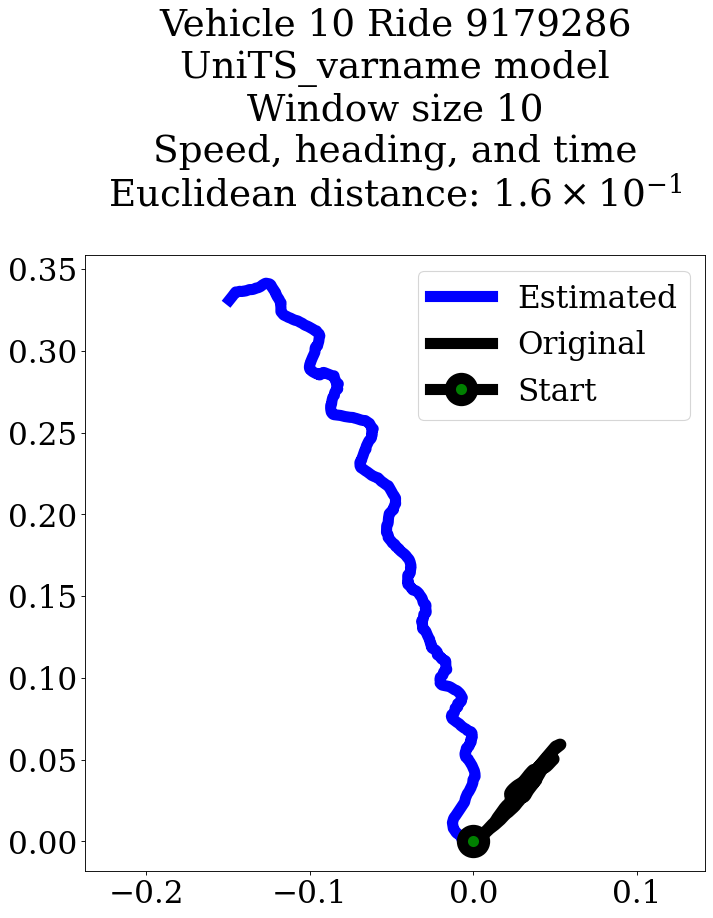 Vehicle 10 Ride 9179286
UniTS_varname model
Window size 10
Speed, heading, and time
Euclidean distance: 1.6 × 10⁻¹
Estimated
Original
Start
0.35
0.30
0.25
0.20
0.15
0.10
0.05
0.00
−0.2 −0.1 0.0 0.1